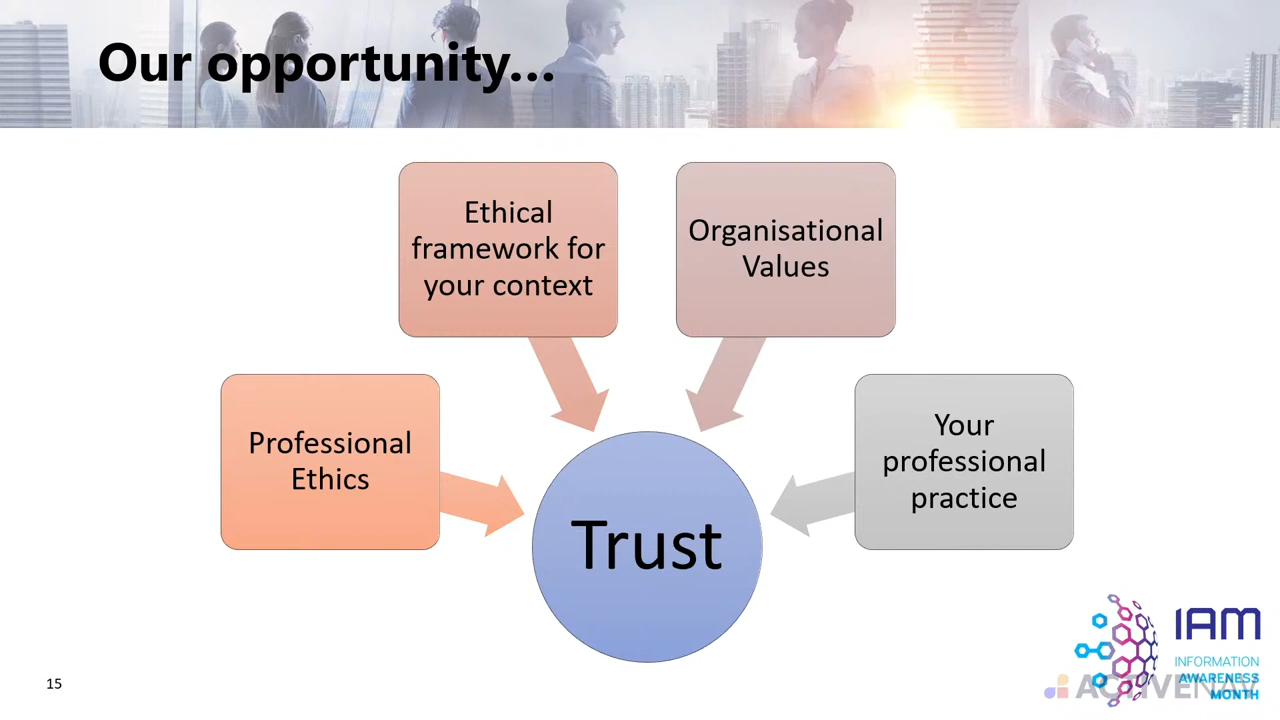 Our opportunity...
Ethical
framework for
your context
Organisational
Values
Professional
Ethics
Your
professional
practice
Trust
IAM
INFORMATION
AWARENESS
MONTH
ACTIVENAV
15